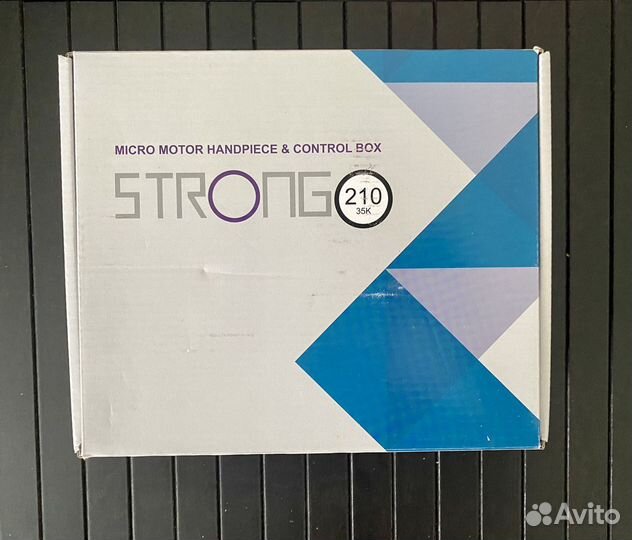 MICRO MOTOR HANDPIECE & CONTROL BOX
STRONG 210
35K
Avito